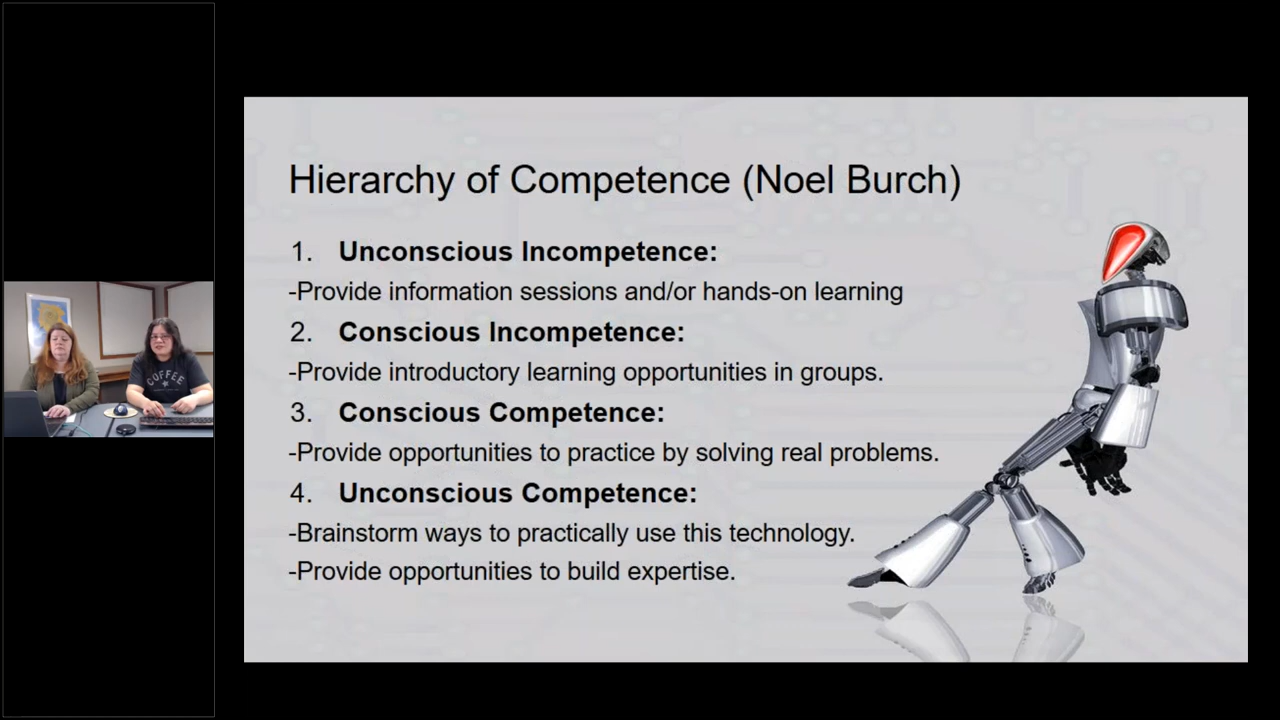 Hierarchy of Competence (Noel Burch)
1. Unconscious Incompetence:
-Provide information sessions and/or hands-on learning
2. Conscious Incompetence:
-Provide introductory learning opportunities in groups.
3. Conscious Competence:
-Provide opportunities to practice by solving real problems.
4. Unconscious Competence:
-Brainstorm ways to practically use this technology.
-Provide opportunities to build expertise.
COFFEE